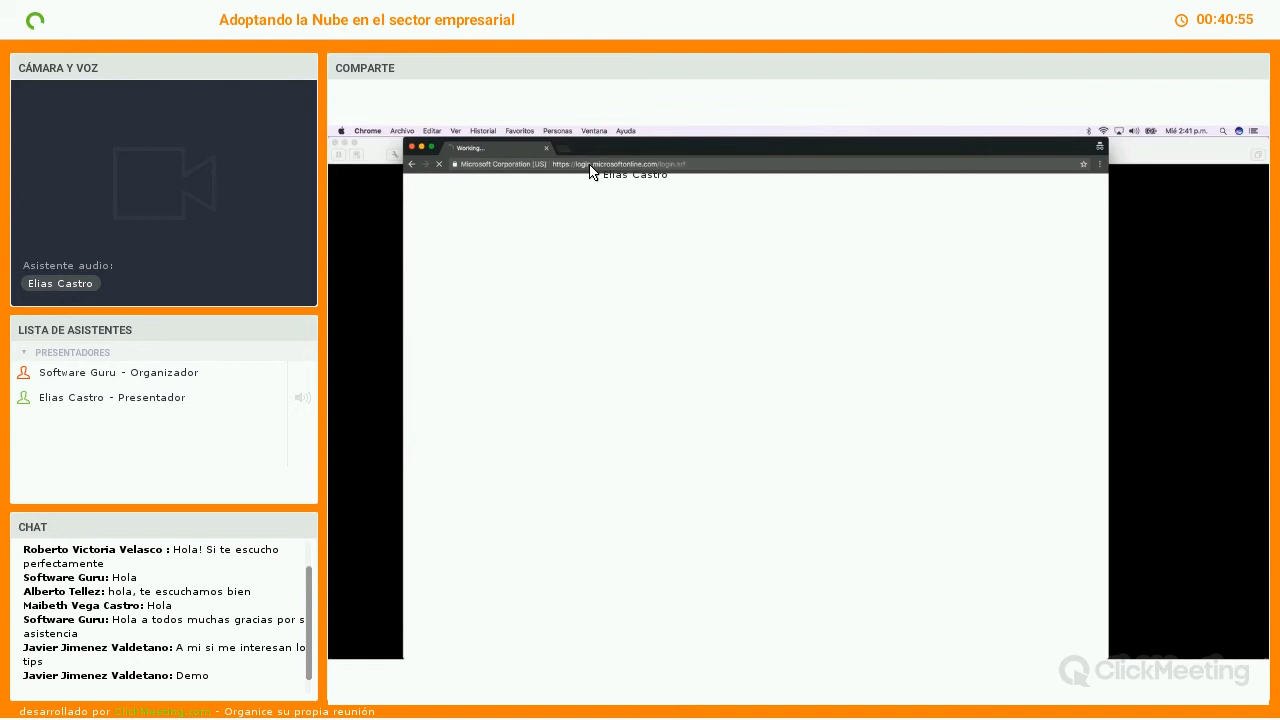 Adoptando la Nube en el sector empresarial
00:40:55
CÁMARA Y VOZ
Asistente audio:
Elias Castro
LISTA DE ASISTENTES
PRESENTADORES
Software Guru - Organizador
Elias Castro - Presentador
CHAT
Roberto Victoria Velasco : Hola! Si te escucho
perfectamente
Software Guru: Hola
Alberto Tellez: hola, te escuchamos bien
Maibeth Vega Castro: Hola
Software Guru: Hola a todos muchas gracias por s
asistencia
Javier Jimenez Valdetano: A mi si me interesan lo
tips
Javier Jimenez Valdetano: Demo
COMPARTE
Chrome Archivo Editar Ver Historial Favoritos Personas Ventana Ayuda
Mié 2:41 p.m.
Working...
Microsoft Corporation [US] https://login.microsoftonline.com/login.srf
Elias Castro
ClickMeeting
desarrollado por ClickMeeting.com - Organice su propia reunión